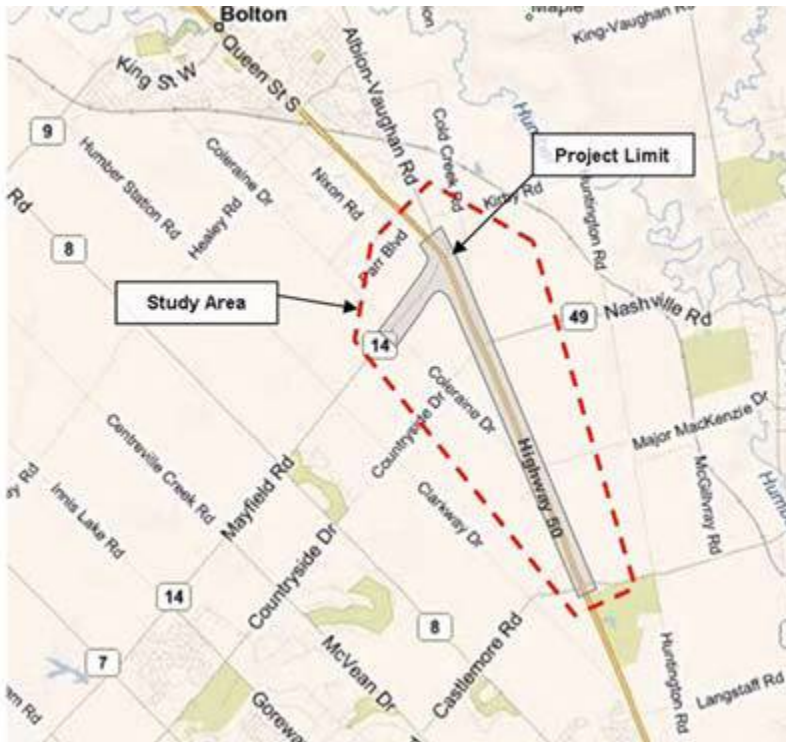 Bolton
Maple
King-Vaughan Rd
King St W
Queen St S
Albion-Vaughan Rd
Cold Creek Rd
Project Limit
9
Humber Station Rd
Coleraine Dr
Nixon Rd
Kirby Rd
Huntington Rd
Healey Rd
Rd
8
Parr Blvd
Study Area
49
Nashville Rd
14
Coleraine Dr
Countryside Dr
Major MacKenzie Dr
Highway 50
Centreville Creek Rd
Mayfield Rd
Clarkway Dr
McGillvray Rd
Innis Lake Rd
Countryside Dr
14
8
7
McVean Dr
Castlemore Rd
Huntington Rd
Langstaff Rd